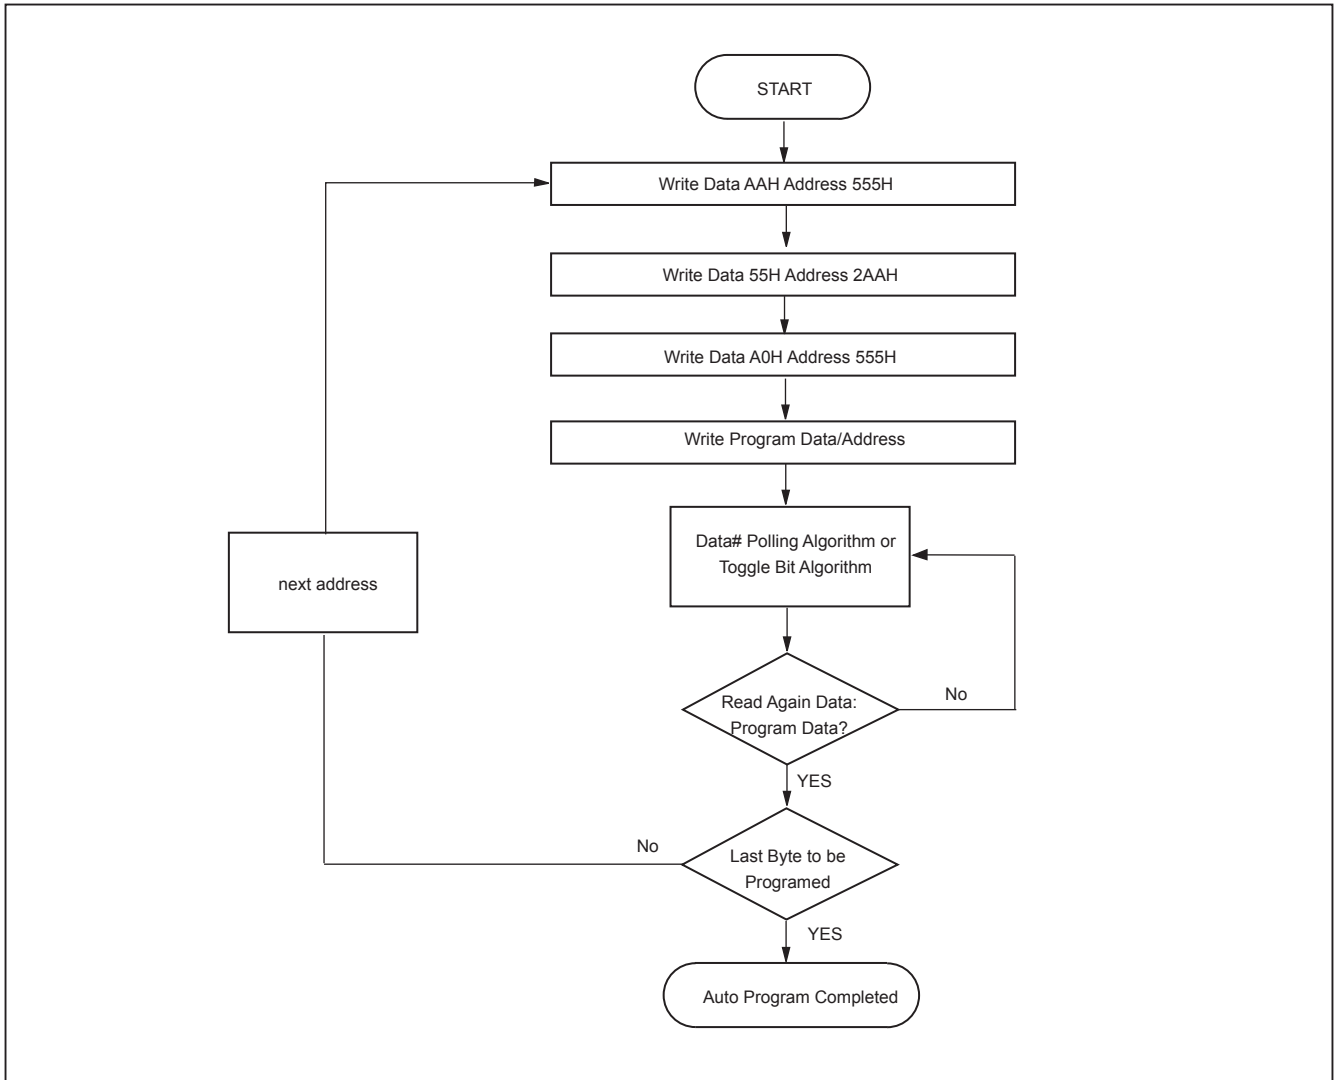 START
Write Data AAH Address 555H
Write Data 55H Address 2AAH
Write Data A0H Address 555H
Write Program Data/Address
Data# Polling Algorithm or
Toggle Bit Algorithm
next address
Read Again Data:
Program Data?
No
YES
No
Last Byte to be
Programed
YES
Auto Program Completed